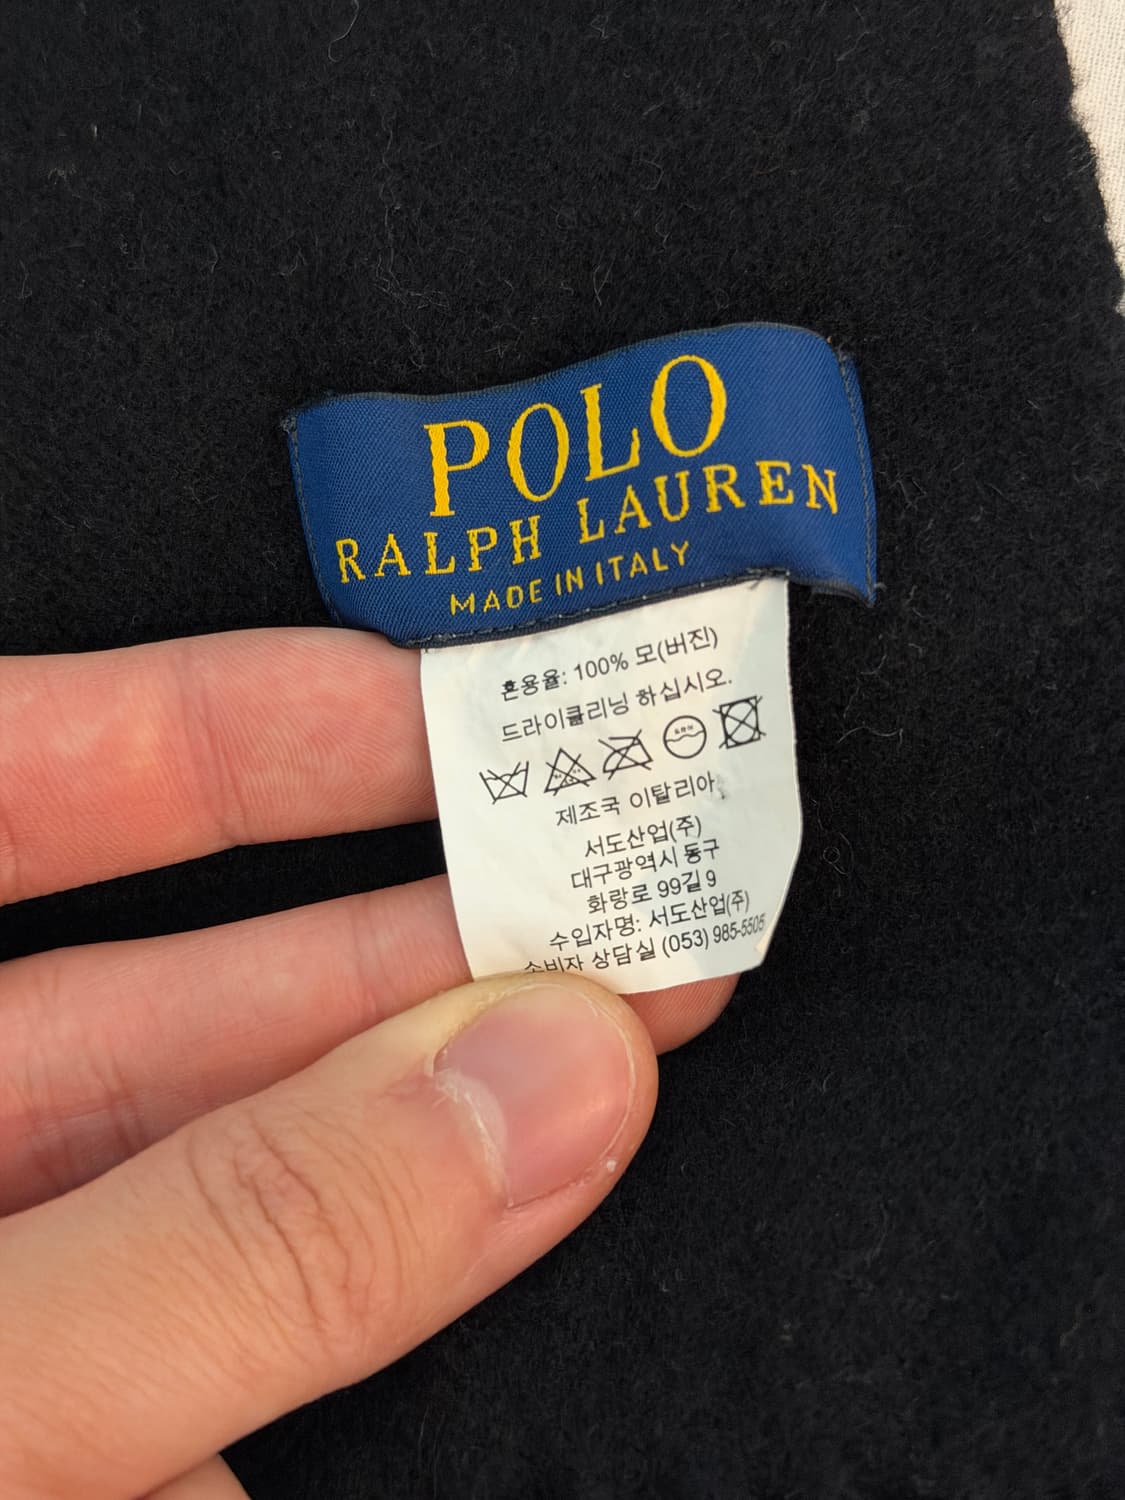 POLO
RALPH LAUREN
MADE IN ITALY
혼용율: 100% 모(버진)
드라이클리닝 하십시오.
제조국 이탈리아
서도산업(주)
대구광역시 동구
화랑로 99길 9
수입자명: 서도산업(주)
소비자 상담실 (053) 985-5505